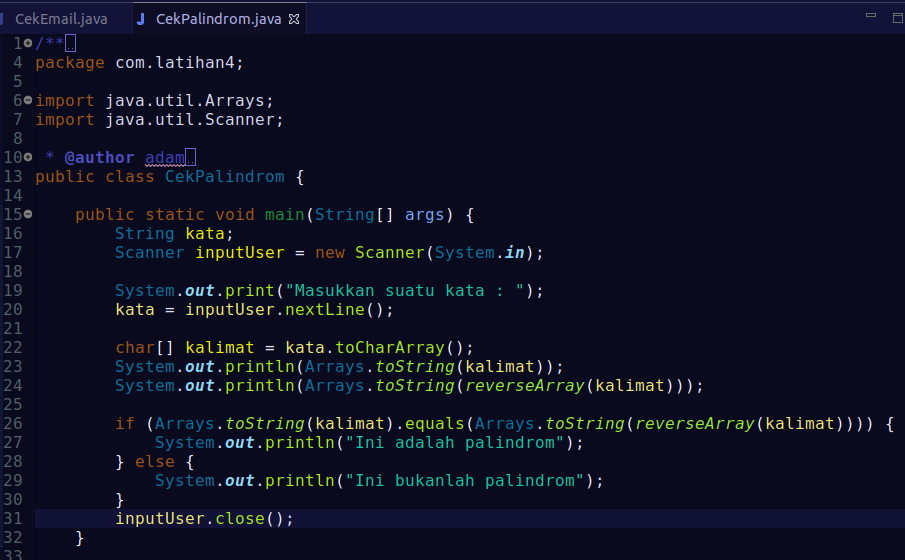 CekEmail.java CekPalindrom.java
1 /**
4 package com.latihan4;
5
6 import java.util.Arrays;
7 import java.util.Scanner;
8
10 * @author adam
13 public class CekPalindrom {
14
15 public static void main(String[] args) {
16 String kata;
17 Scanner inputUser = new Scanner(System.in);
18
19 System.out.print("Masukkan suatu kata : ");
20 kata = inputUser.nextLine();
21
22 char[] kalimat = kata.toCharArray();
23 System.out.println(Arrays.toString(kalimat));
24 System.out.println(Arrays.toString(reverseArray(kalimat)));
25
26 if (Arrays.toString(kalimat).equals(Arrays.toString(reverseArray(kalimat)))) {
27 System.out.println("Ini adalah palindrom");
28 } else {
29 System.out.println("Ini bukanlah palindrom");
30 }
31 inputUser.close();
32 }
33